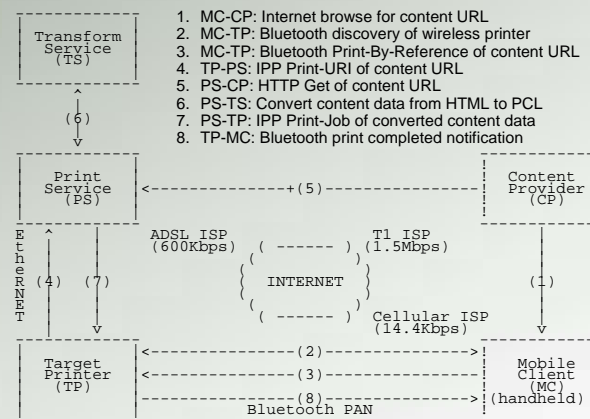 1. MC-CP: Internet browse for content URL
2. MC-TP: Bluetooth discovery of wireless printer
3. MC-TP: Bluetooth Print-By-Reference of content URL
4. TP-PS: IPP Print-URI of content URL
5. PS-CP: HTTP Get of content URL
6. PS-TS: Convert content data from HTML to PCL
7. PS-TP: IPP Print-Job of converted content data
8. TP-MC: Bluetooth print completed notification
Transform
Service
(TS)
(6)
Print
Service
(PS)
+(5)
Content
Provider
(CP)
EtheRNET
(4)
(7)
ADSL ISP
(600Kbps)
T1 ISP
(1.5Mbps)
INTERNET
Cellular ISP
(14.4Kbps)
(1)
Target
Printer
(TP)
(2)
(3)
(8)
Bluetooth PAN
Mobile
Client
(MC)
(handheld)